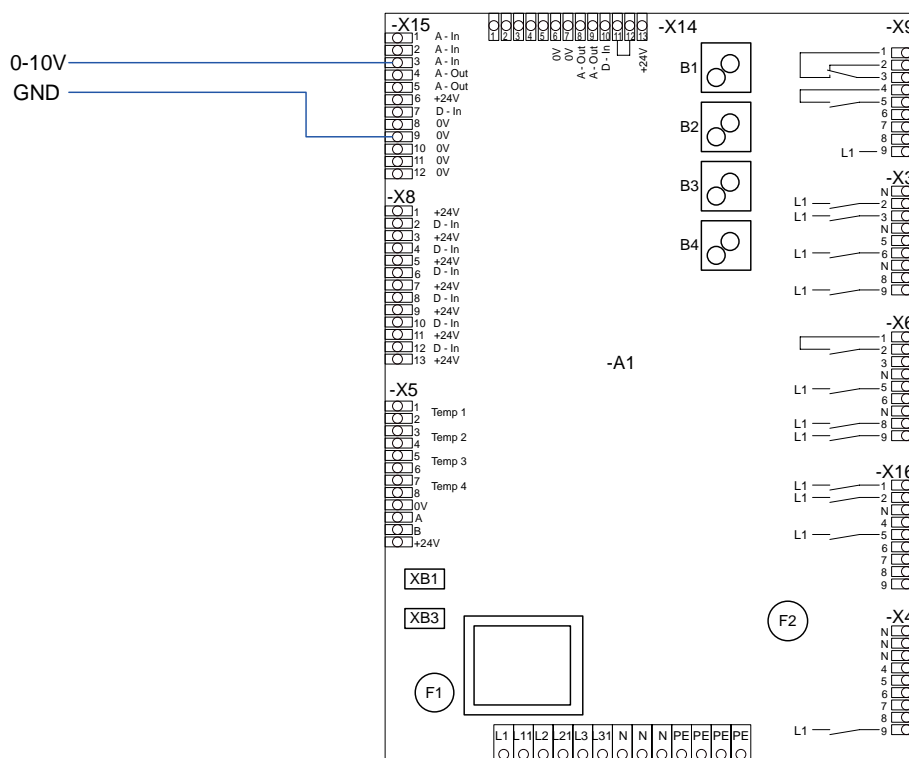 0-10V
GND
-X15
1 A - In
2 A - In
3 A - In
4 A - Out
5 A - Out
6 +24V
7 D - In
8 0V
9 0V
10 0V
11 0V
12 0V
-X8
1 +24V
2 D - In
3 +24V
4 D - In
5 +24V
6 D - In
7 +24V
8 D - In
9 +24V
10 D - In
11 +24V
12 D - In
13 +24V
-X5
1
2
Temp 1
3
4
Temp 2
5
6
Temp 3
7
8
Temp 4
0V
A
B
+24V
XB1
XB3
F1
-X14
1 2 3 4 5 6 7 8 9 10 11 12 13
0V
0V
A - Out
A - Out
D - In
+24V
B1
B2
B3
B4
-A1
F2
L1 L11 L2 L21 L3 L31 N N N PE PE PE PE
-X9
1
2
3
4
5
6
7
8
L1 9
-X3
N
L1 2
L1 3
N
5
L1 6
N
8
L1 9
-X6
1
2
3
N
L1 5
6
N
L1 8
L1 9
-X16
L1 1
L1 2
N
4
L1 5
6
7
8
9
-X4
N
N
N
4
5
6
7
8
L1 9